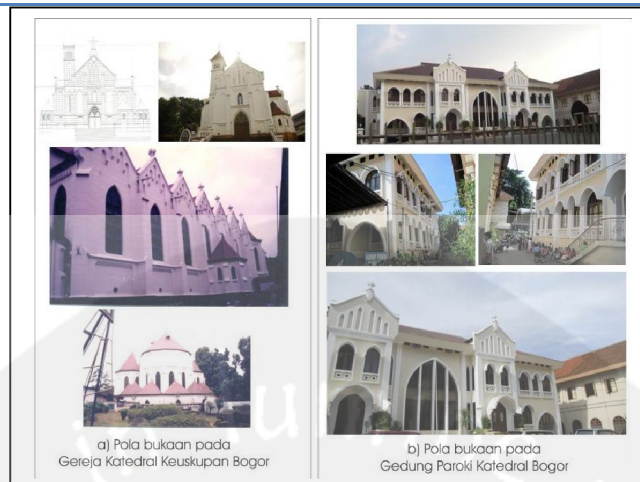 a) Pola bukaan pada
Gereja Katedral Keuskupan Bogor
b) Pola bukaan pada
Gedung Paroki Katedral Bogor